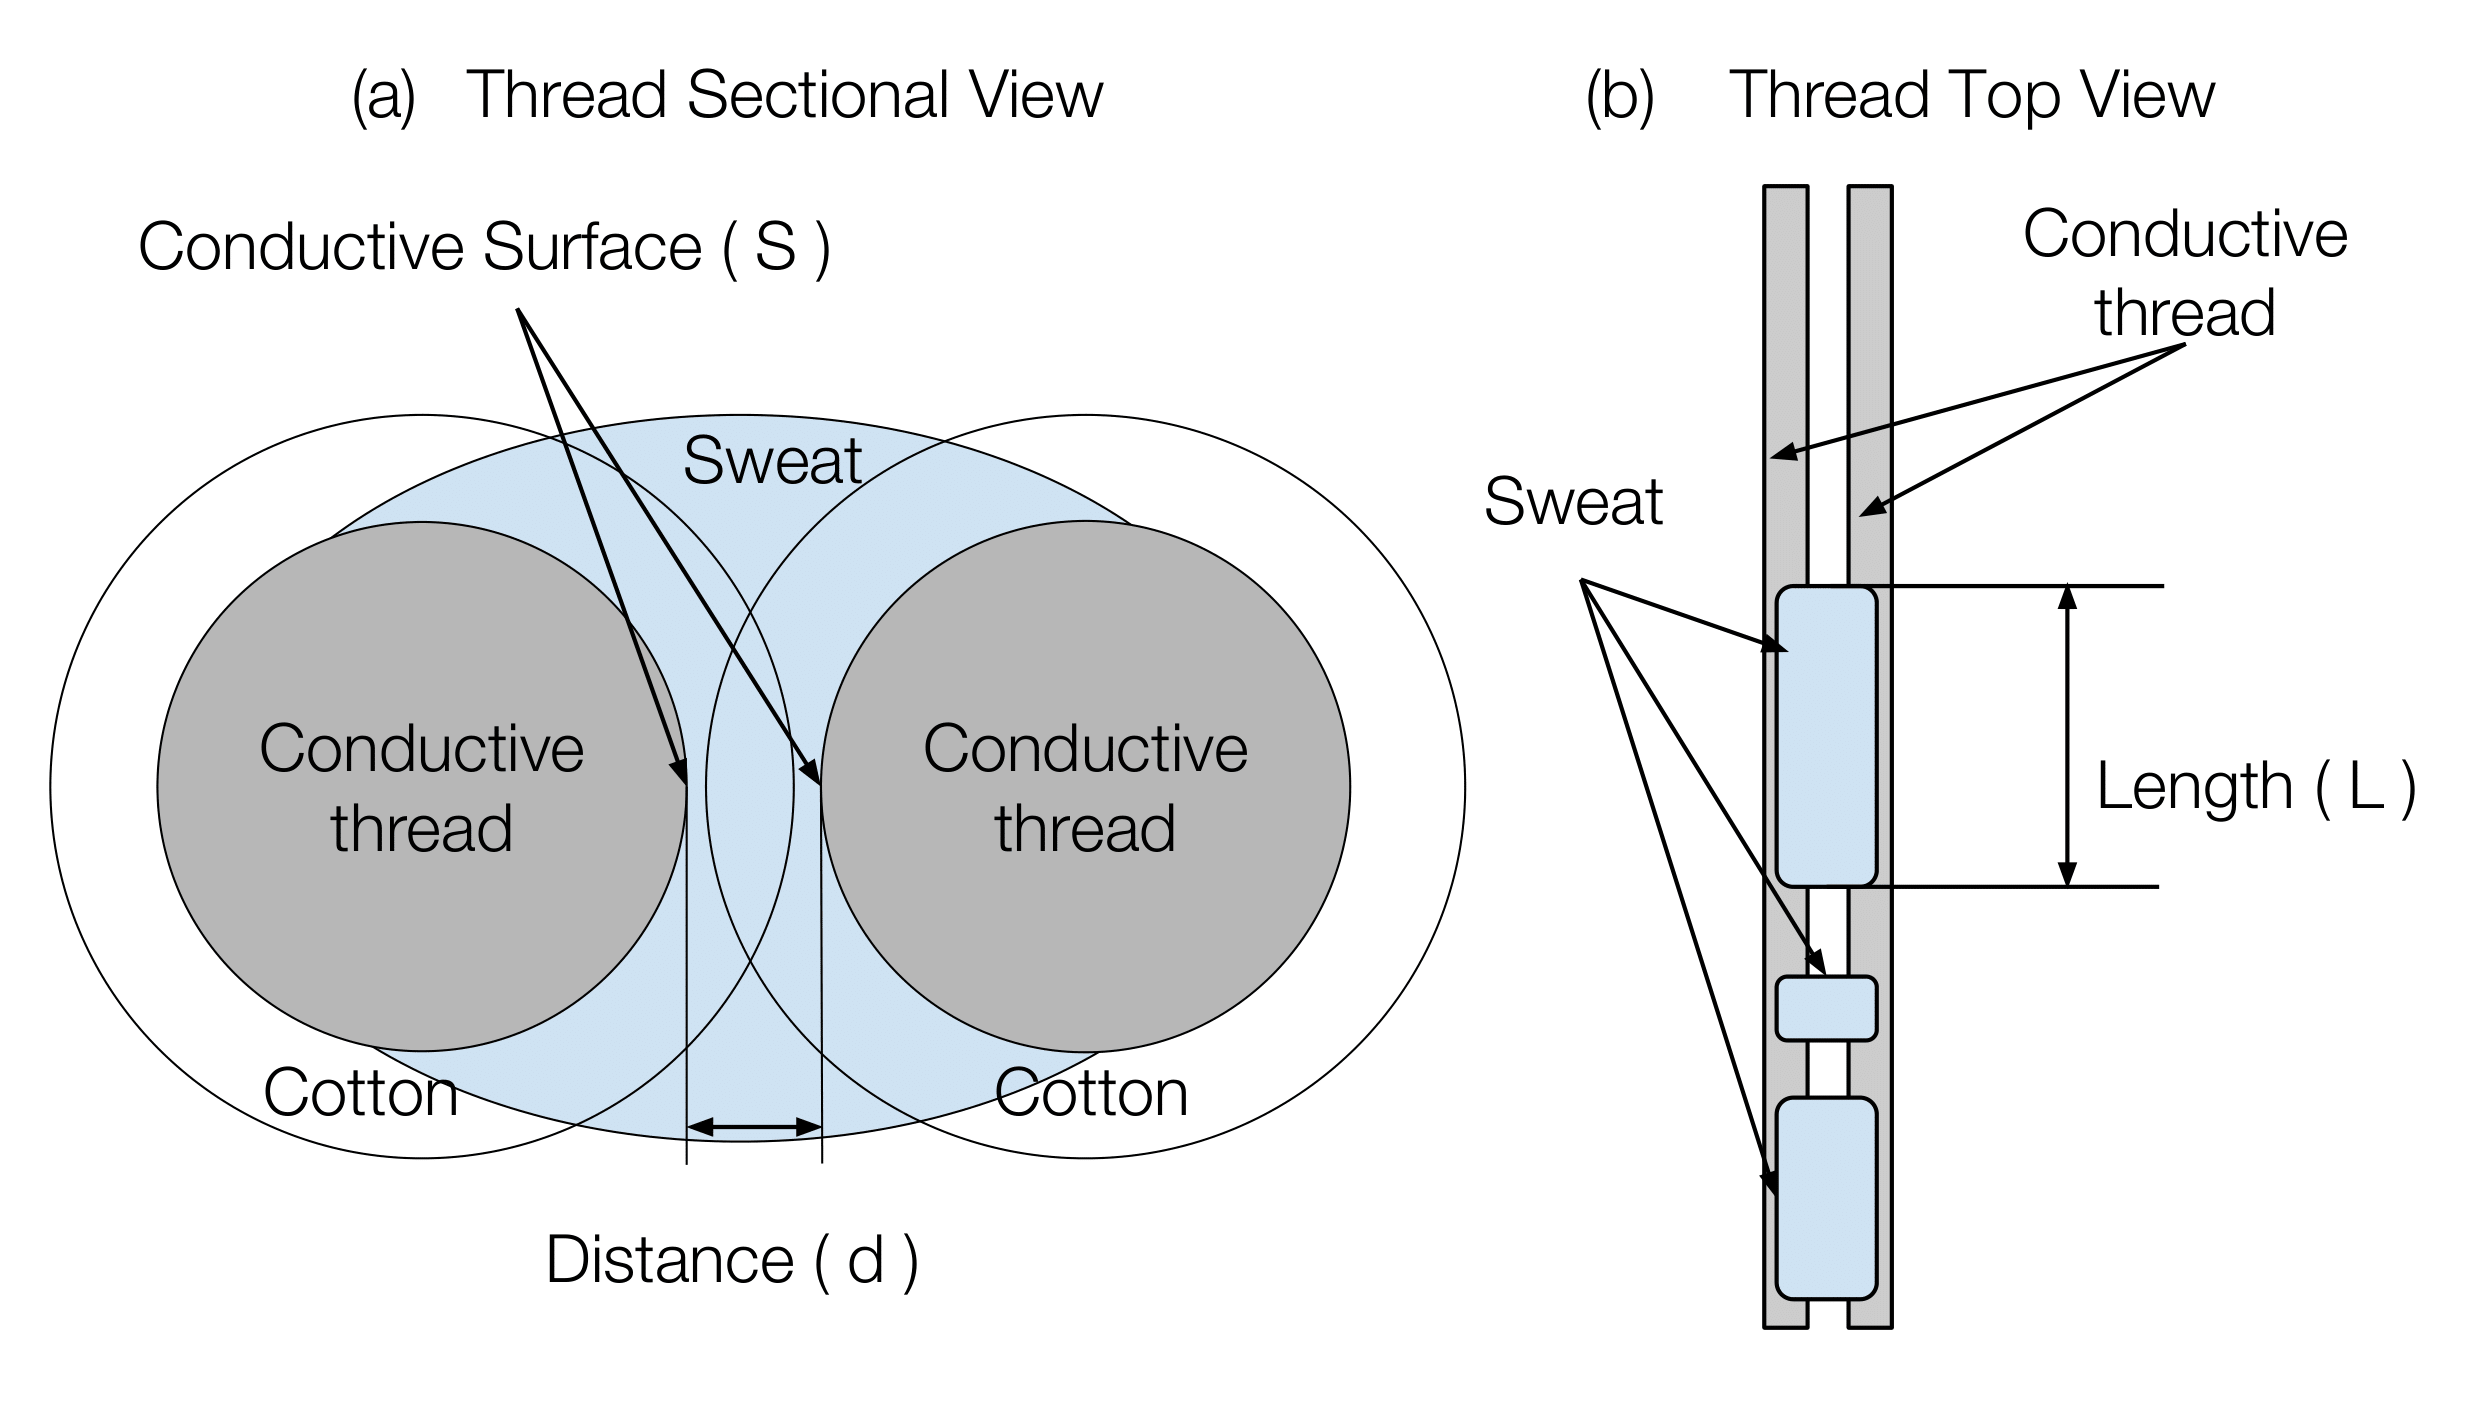 (a) Thread Sectional View
Conductive Surface ( S )
Sweat
Conductive
thread
Conductive
thread
Cotton
Cotton
Distance ( d )
(b) Thread Top View
Conductive
thread
Sweat
Length ( L )